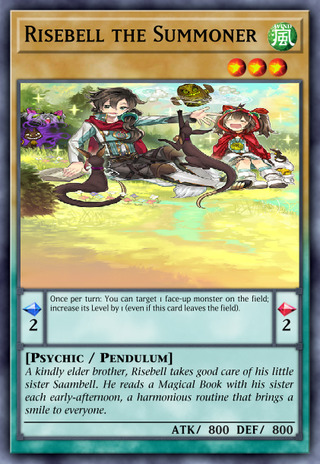 Risebell the Summoner
WIND
風
Once per turn: You can target 1 face-up monster on the field;
increase its Level by 1 (even if this card leaves the field).
2
2
[Psychic / Pendulum]
A kindly elder brother, Risebell takes good care of his little
sister Saambell. He reads a Magical Book with his sister
each early-afternoon, a harmonious routine that brings a
smile to everyone.
ATK/ 800 DEF/ 800